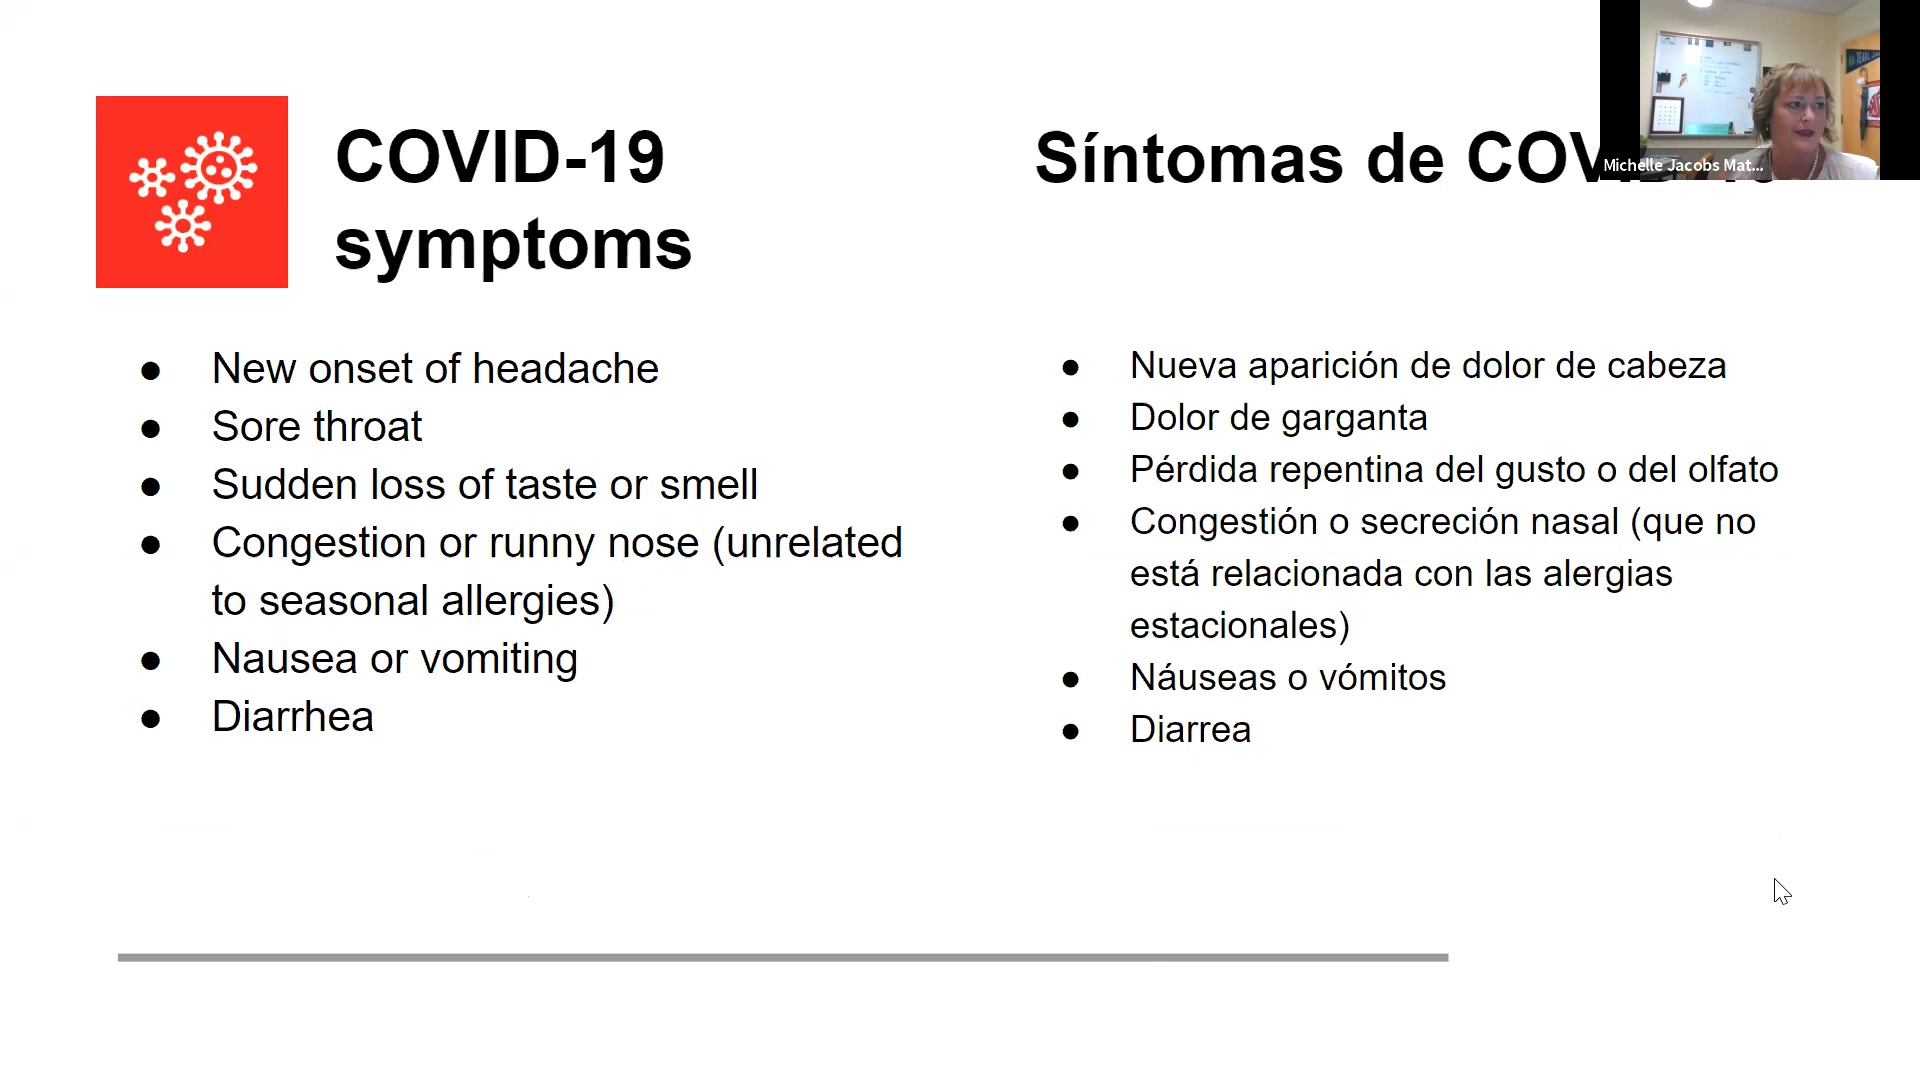 COVID-19
symptoms
New onset of headache
Sore throat
Sudden loss of taste or smell
Congestion or runny nose (unrelated
to seasonal allergies)
Nausea or vomiting
Diarrhea
Síntomas de COV
Nueva aparición de dolor de cabeza
Dolor de garganta
Pérdida repentina del gusto o del olfato
Congestión o secreción nasal (que no
está relacionada con las alergias
estacionales)
Náuseas o vómitos
Diarrea
Michelle Jacobs Mat...